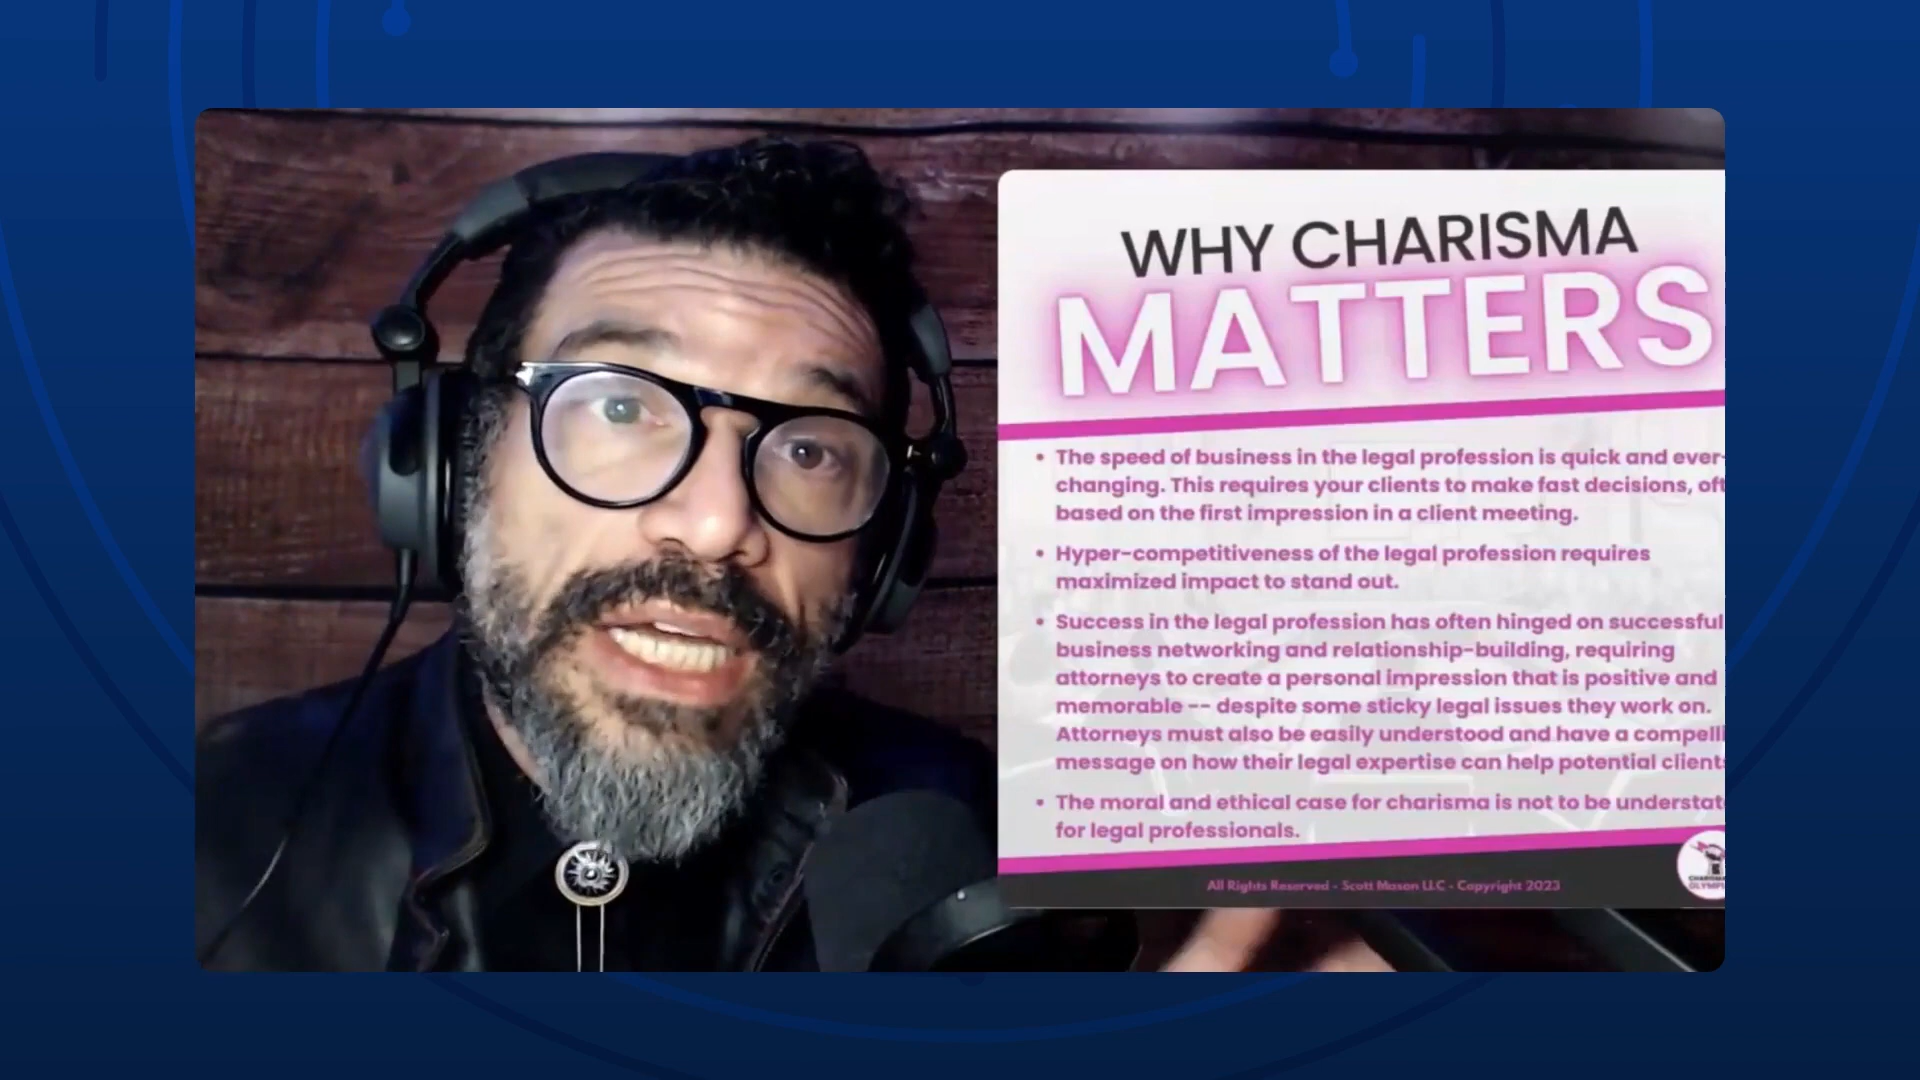 WHY CHARISMA
MATTERS
• The speed of business in the legal profession is quick and ever-
changing. This requires your clients to make fast decisions, oft
based on the first impression in a client meeting.
• Hyper-competitiveness of the legal profession requires
maximized impact to stand out.
• Success in the legal profession has often hinged on successful
business networking and relationship-building, requiring
attorneys to create a personal impression that is positive and
memorable -- despite some sticky legal issues they work on.
Attorneys must also be easily understood and have a compelli
message on how their legal expertise can help potential clients
• The moral and ethical case for charisma is not to be understat
for legal professionals.
All Rights Reserved - Scott Mason LLC - Copyright 2023